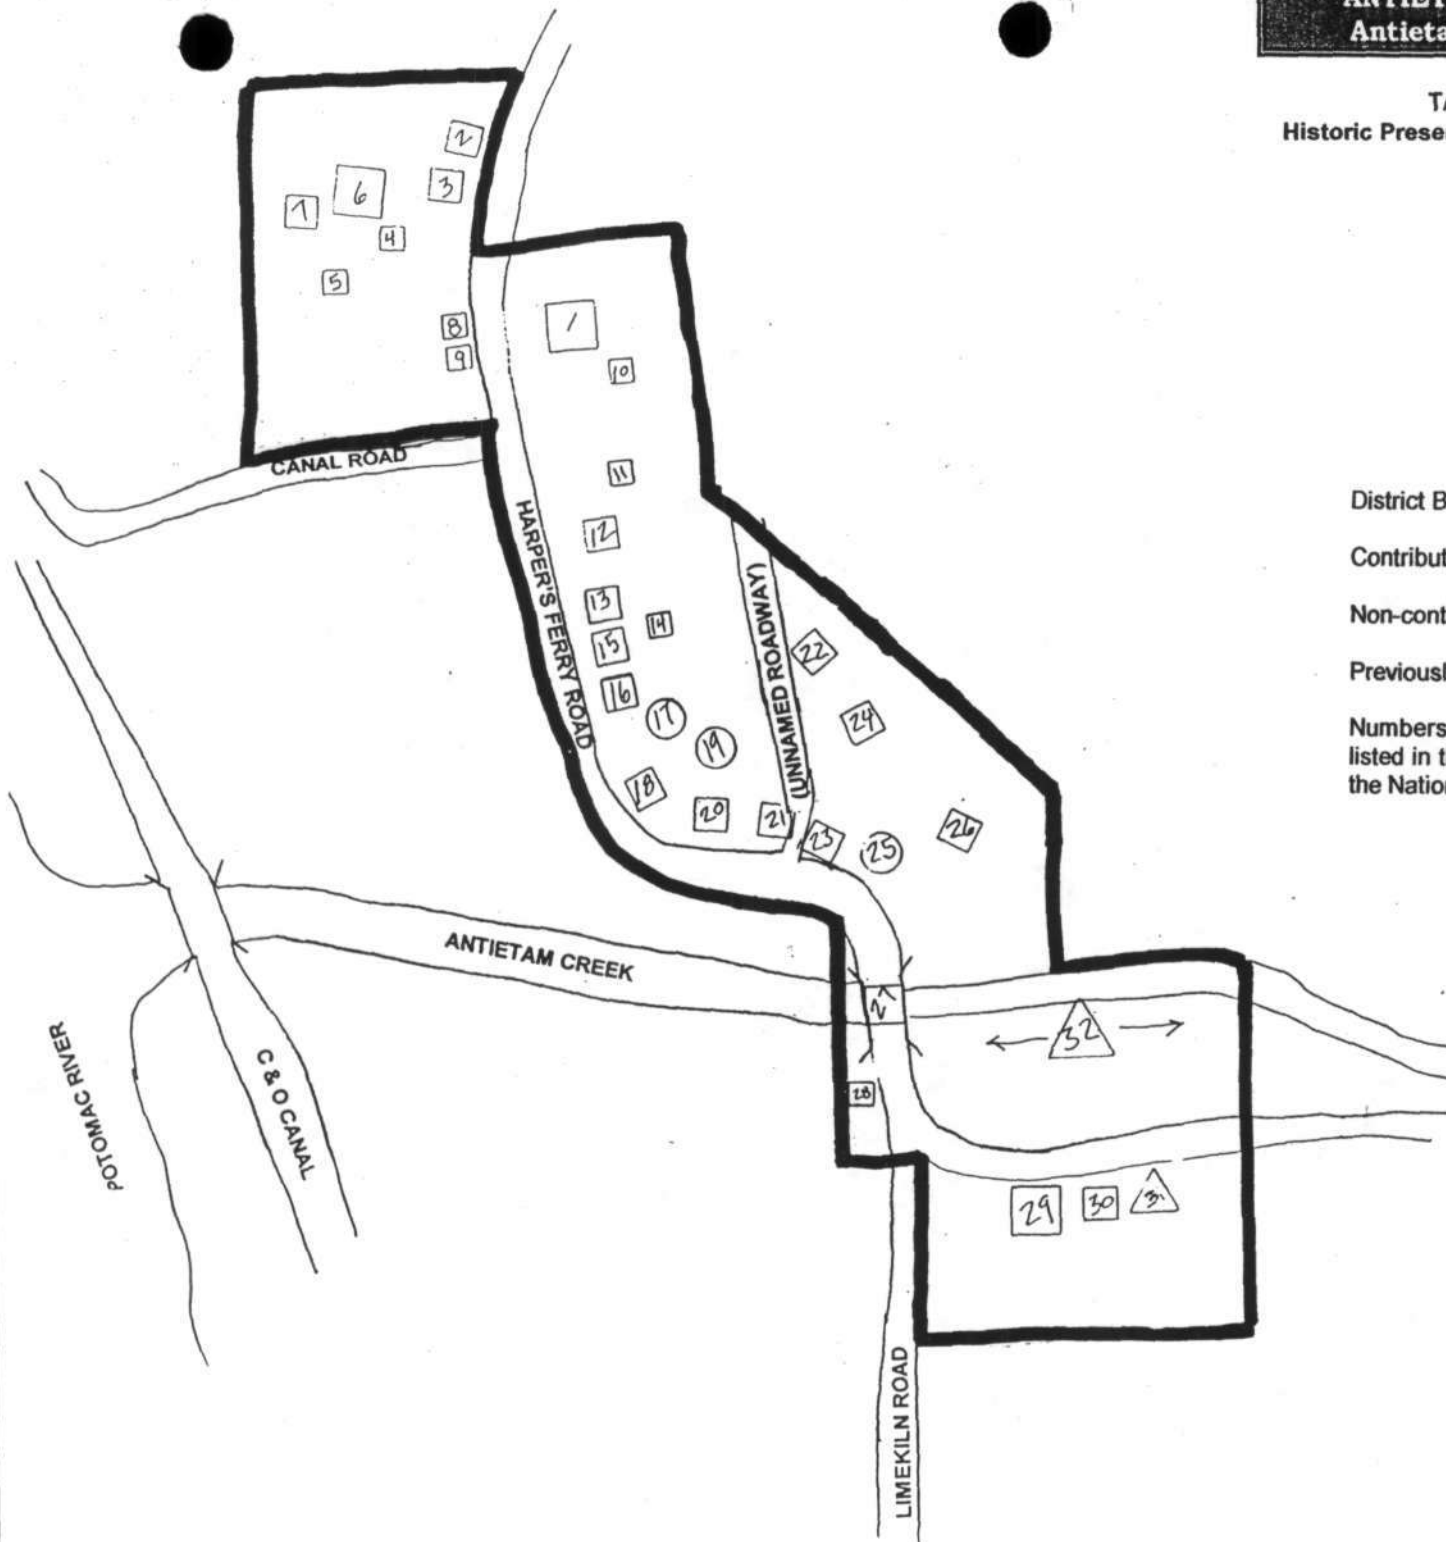 Antieta
Historic Prese
2
3
6
7
4
5
1
8
9
10
CANAL ROAD
11
HARPER'S FERRY ROAD
12
District B
Contribut
Non-cont
Previousl
Numbers
listed in t
the Nation
(UNNAMED ROADWAY)
13
14
15
16
22
17
24
19
18
20
21
23
25
26
ANTIETAM CREEK
27
32
POTOMAC RIVER
C & O CANAL
28
29
30
31
LIMEKILN ROAD